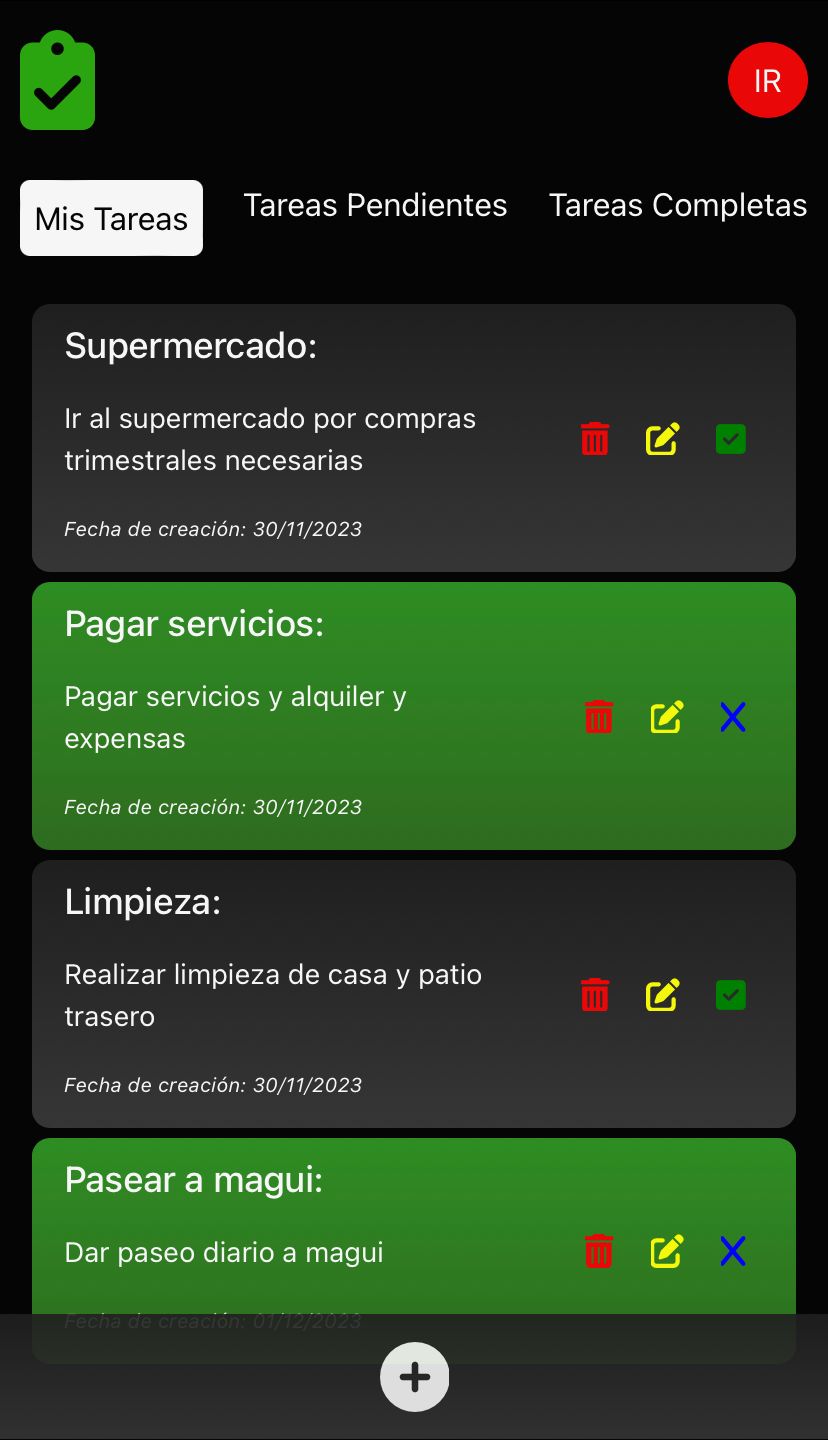 IR
Mis Tareas
Tareas Pendientes
Tareas Completas
Supermercado:
Ir al supermercado por compras
trimestrales necesarias
Fecha de creación: 30/11/2023
Pagar servicios:
Pagar servicios y alquiler y
expensas
Fecha de creación: 30/11/2023
Limpieza:
Realizar limpieza de casa y patio
trasero
Fecha de creación: 30/11/2023
Pasear a magui:
Dar paseo diario a magui
Fecha de creación: 01/12/2023